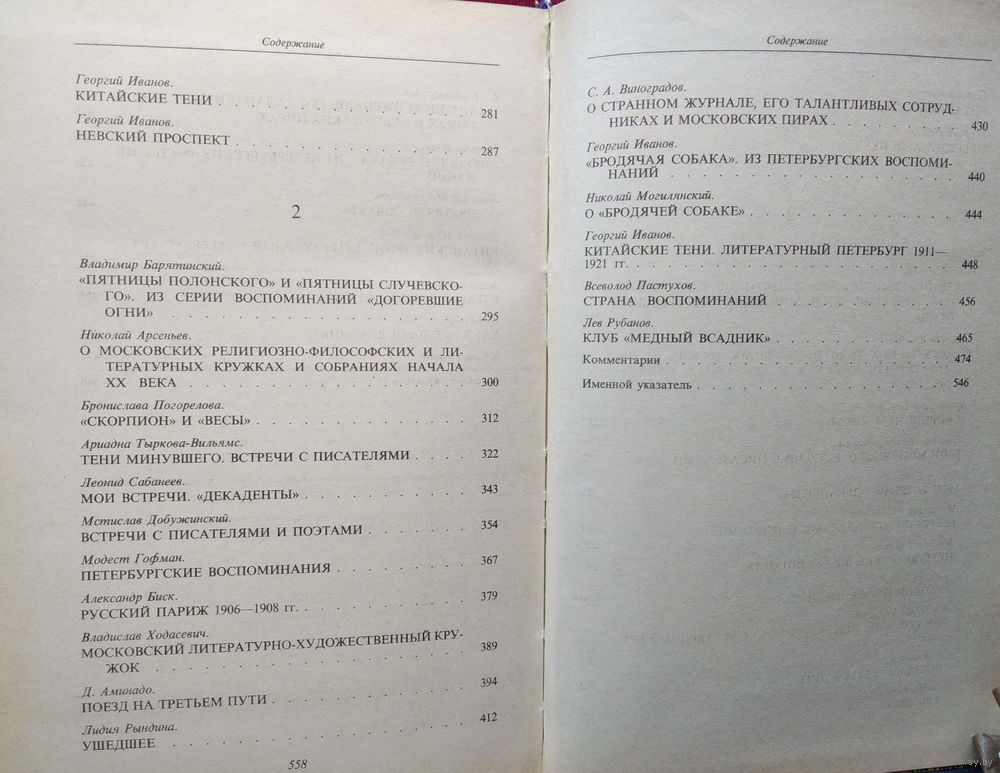 Содержание
Георгий Иванов.
КИТАЙСКИЕ ТЕНИ . . . . . . . . . . . . . . . . 281
Георгий Иванов.
НЕВСКИЙ ПРОСПЕКТ . . . . . . . . . . . . . . . 287
2
Владимир Барятинский.
«ПЯТНИЦЫ ПОЛОНСКОГО» И «ПЯТНИЦЫ СЛУЧЕВСКО-
ГО». ИЗ СЕРИИ ВОСПОМИНАНИЙ «ДОГОРЕВШИЕ
ОГНИ» . . . . . . . . . . . . . . . . 295
Николай Арсеньев.
О МОСКОВСКИХ РЕЛИГИОЗНО-ФИЛОСОФСКИХ И ЛИ-
ТЕРАТУРНЫХ КРУЖКАХ И СОБРАНИЯХ НАЧАЛА
XX ВЕКА . . . . . . . . . . . . . . . 300
Бронислава Погорелова.
«СКОРПИОН» И «ВЕСЫ» . . . . . . . . . . . . 312
Ариадна Тыркова-Вильямс.
ТЕНИ МИНУВШЕГО. ВСТРЕЧИ С ПИСАТЕЛЯМИ . . . . 322
Леонид Сабанеев.
МОИ ВСТРЕЧИ. «ДЕКАДЕНТЫ» . . . . . . . . . . 343
Мстислав Добужинский.
ВСТРЕЧИ С ПИСАТЕЛЯМИ И ПОЭТАМИ . . . . . . 354
Модест Гофман.
ПЕТЕРБУРГСКИЕ ВОСПОМИНАНИЯ . . . . . . . . 367
Александр Биск.
РУССКИЙ ПАРИЖ 1906—1908 гг. . . . . . . . . . 379
Владислав Ходасевич.
МОСКОВСКИЙ ЛИТЕРАТУРНО-ХУДОЖЕСТВЕННЫЙ КРУ-
ЖОК . . . . . . . . . . . . . . . . . 389
Д. Аминадо.
ПОЕЗД НА ТРЕТЬЕМ ПУТИ . . . . . . . . . . . 394
Лидия Рындина.
УШЕДШЕЕ . . . . . . . . . . . . . . . . 412
558
Содержание
С. А. Виноградов.
О СТРАННОМ ЖУРНАЛЕ, ЕГО ТАЛАНТЛИВЫХ СОТРУД-
НИКАХ И МОСКОВСКИХ ПИРАХ . . . . . . . . 430
Георгий Иванов.
«БРОДЯЧАЯ СОБАКА». ИЗ ПЕТЕРБУРГСКИХ ВОСПОМИ-
НАНИЙ . . . . . . . . . . . . . . . . 440
Николай Могилянский.
О «БРОДЯЧЕЙ СОБАКЕ» . . . . . . . . . . . . 444
Георгий Иванов.
КИТАЙСКИЕ ТЕНИ. ЛИТЕРАТУРНЫЙ ПЕТЕРБУРГ 1911—
1921 гг. . . . . . . . . . . . . . . . . 448
Всеволод Пастухов.
СТРАНА ВОСПОМИНАНИЙ . . . . . . . . . . . 456
Лев Рубанов.
КЛУБ «МЕДНЫЙ ВСАДНИК» . . . . . . . . . . . 465
Комментарии . . . . . . . . . . . . . . . . 474
Именной указатель . . . . . . . . . . . . . . 546